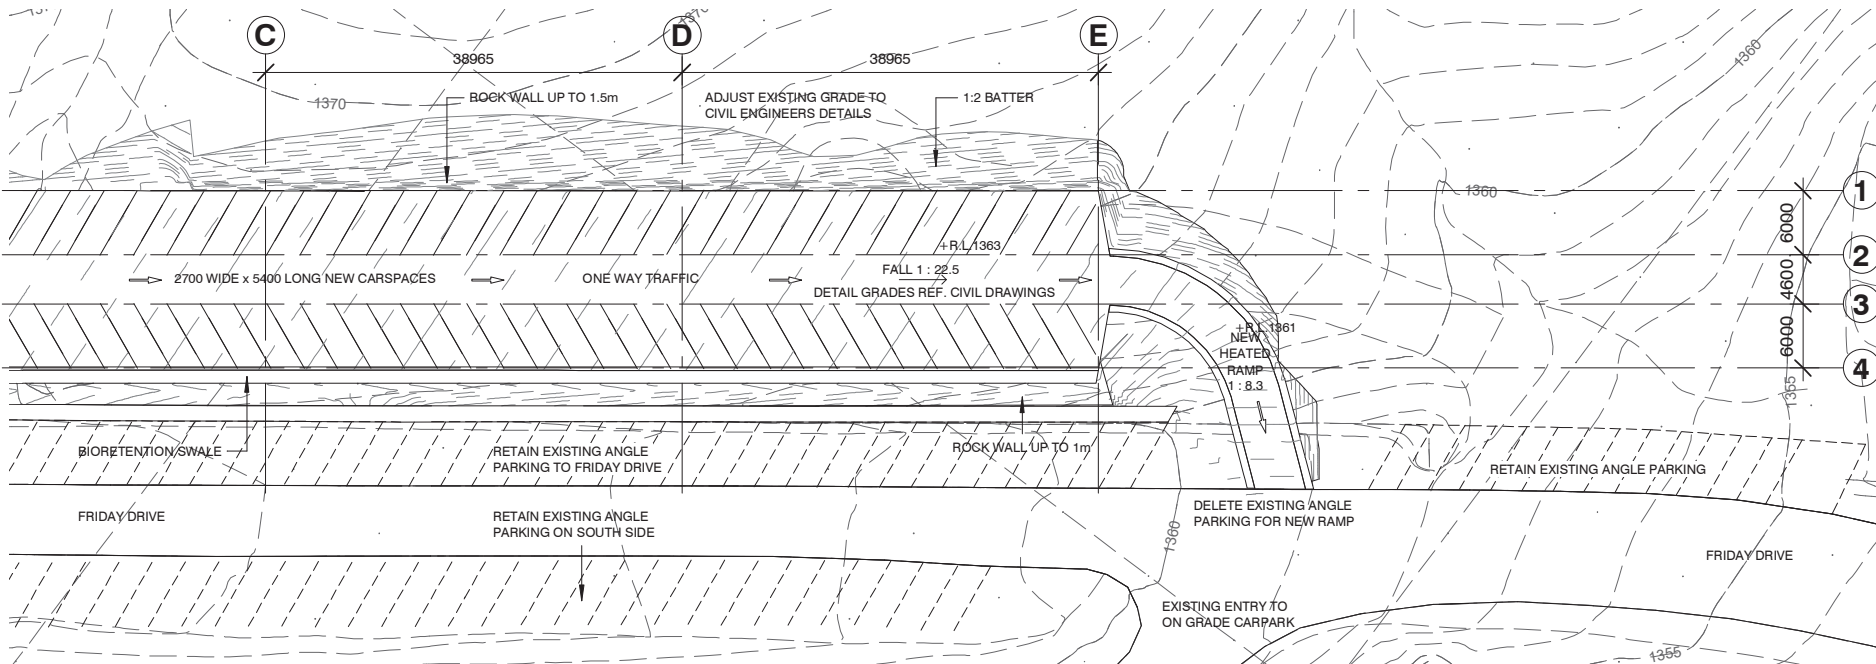 C
D
E
1370
38965
38965
1370
ROCK WALL UP TO 1.5m
ADJUST EXISTING GRADE TO
CIVIL ENGINEERS DETAILS
1:2 BATTER
1360
1360
1
6000
2
+R.L.1363
2700 WIDE x 5400 LONG NEW CARSPACES
ONE WAY TRAFFIC
FALL 1 : 22.5
DETAIL GRADES REF. CIVIL DRAWINGS
4600
3
+R.L.1361
NEW
HEATED
RAMP
1 : 8.3
6000
4
1355
BIORETENTION SWALE
RETAIN EXISTING ANGLE
PARKING TO FRIDAY DRIVE
ROCK WALL UP TO 1m
RETAIN EXISTING ANGLE PARKING
FRIDAY DRIVE
RETAIN EXISTING ANGLE
PARKING ON SOUTH SIDE
1360
DELETE EXISTING ANGLE
PARKING FOR NEW RAMP
FRIDAY DRIVE
EXISTING ENTRY TO
ON GRADE CARPARK
1355